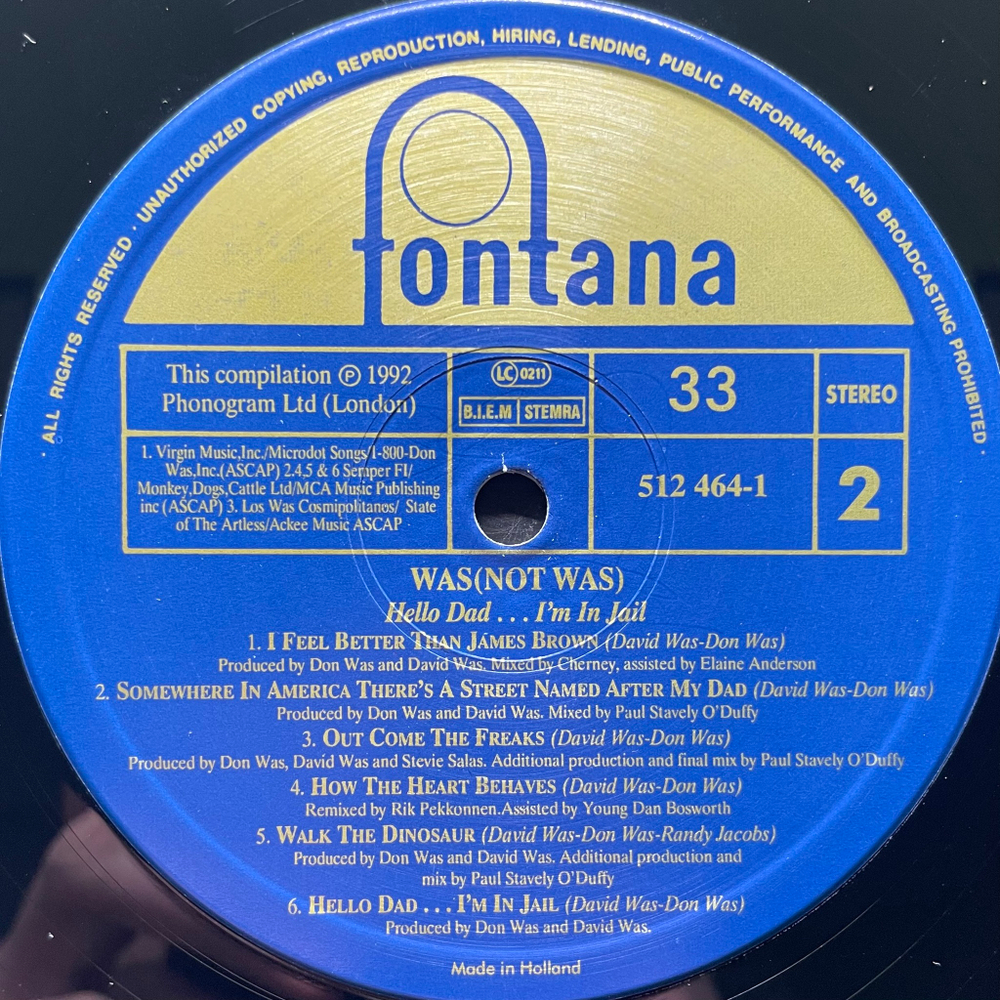 · ALL RIGHTS RESERVED · UNAUTHORIZED COPYING, REPRODUCTION, HIRING, LENDING, PUBLIC PERFORMANCE AND BROADCASTING PROHIBITED ·
fontana
This compilation ℗ 1992
Phonogram Ltd (London)
LC 0211
B.I.E.M STEMRA
33
STEREO
1. Virgin Music,Inc./Microdot Songs/1-800-Don
Was,Inc.(ASCAP) 2.4.5 & 6 Semper FI/
Monkey,Dogs,Cattle Ltd/MCA Music Publishing
inc (ASCAP) 3. Los Was Cosmipolitanos/ State
of The Artless/Ackee Music ASCAP
512 464-1
2
WAS(NOT WAS)
Hello Dad . . . I'm In Jail
1. I FEEL BETTER THAN JAMES BROWN (David Was-Don Was)
Produced by Don Was and David Was. Mixed by Cherney, assisted by Elaine Anderson
2. SOMEWHERE IN AMERICA THERE'S A STREET NAMED AFTER MY DAD (David Was-Don Was)
Produced by Don Was and David Was. Mixed by Paul Stavely O'Duffy
3. OUT COME THE FREAKS (David Was-Don Was)
Produced by Don Was, David Was and Stevie Salas. Additional production and final mix by Paul Stavely O'Duffy
4. HOW THE HEART BEHAVES (David Was-Don Was)
Remixed by Rik Pekkonnen.Assisted by Young Dan Bosworth
5. WALK THE DINOSAUR (David Was-Don Was-Randy Jacobs)
Produced by Don Was and David Was. Additional production and
mix by Paul Stavely O'Duffy
6. HELLO DAD . . . I'M IN JAIL (David Was-Don Was)
Produced by Don Was and David Was.
Made in Holland